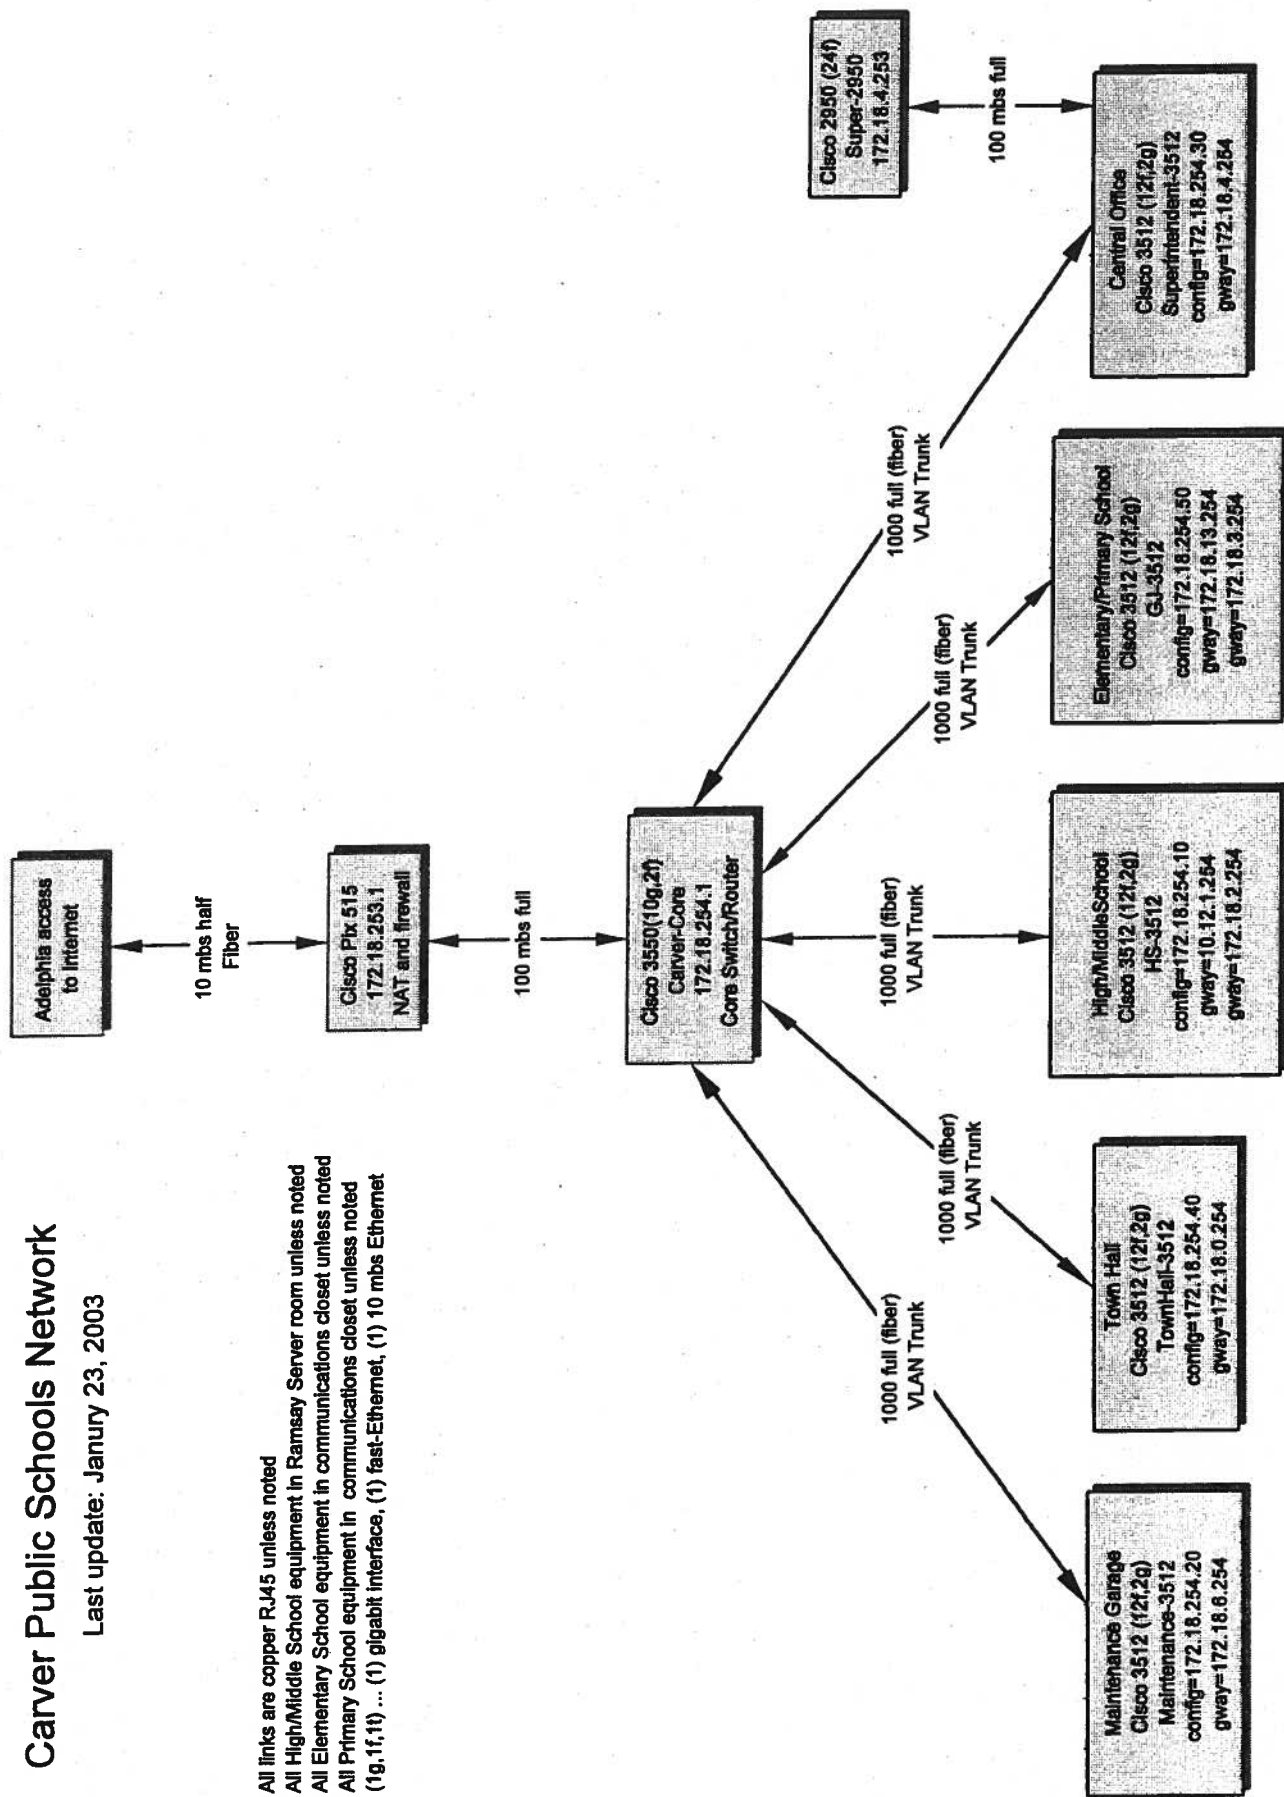 Carver Public Schools Network
Last update: Janury 23, 2003
All links are copper RJ45 unless noted
All High/Middle School equipment in Ramsay Server room unless noted
All Elementary School equipment in communications closet unless noted
All Primary School equipment in communications closet unless noted
(1g,1f,1t) ... (1) gigabit interface, (1) fast-Ethernet, (1) 10 mbs Ethernet
Adelphia access
to Internet
10 mbs half
Fiber
Cisco Pix 515
172.18.253.1
NAT and firewall
100 mbs full
Cisco 3550(10g,2f)
Carver-Core
172.18.254.1
Core Switch/Router
1000 full (fiber)
VLAN Trunk
1000 full (fiber)
VLAN Trunk
1000 full (fiber)
VLAN Trunk
1000 full (fiber)
VLAN Trunk
1000 full (fiber)
VLAN Trunk
Cisco 2950 (24f)
Super-2950
172.18.4.253
100 mbs full
Maintenance Garage
Cisco 3512 (12f,2g)
Maintenance-3512
config=172.18.254.20
gway=172.18.6.254
Town Hall
Cisco 3512 (12f,2g)
TownHall-3512
config=172.18.254.40
gway=172.18.0.254
High/MiddleSchool
Cisco 3512 (12f,2g)
HS-3512
config=172.18.254.10
gway=10.12.1.254
gway=172.18.2.254
Elementary/Primary School
Cisco 3512 (12f,2g)
GJ-3512
config=172.18.254.50
gway=172.18.13.254
gway=172.18.3.254
Central Office
Cisco 3512 (12f,2g)
Superintendent-3512
config=172.18.254.30
gway=172.18.4.254